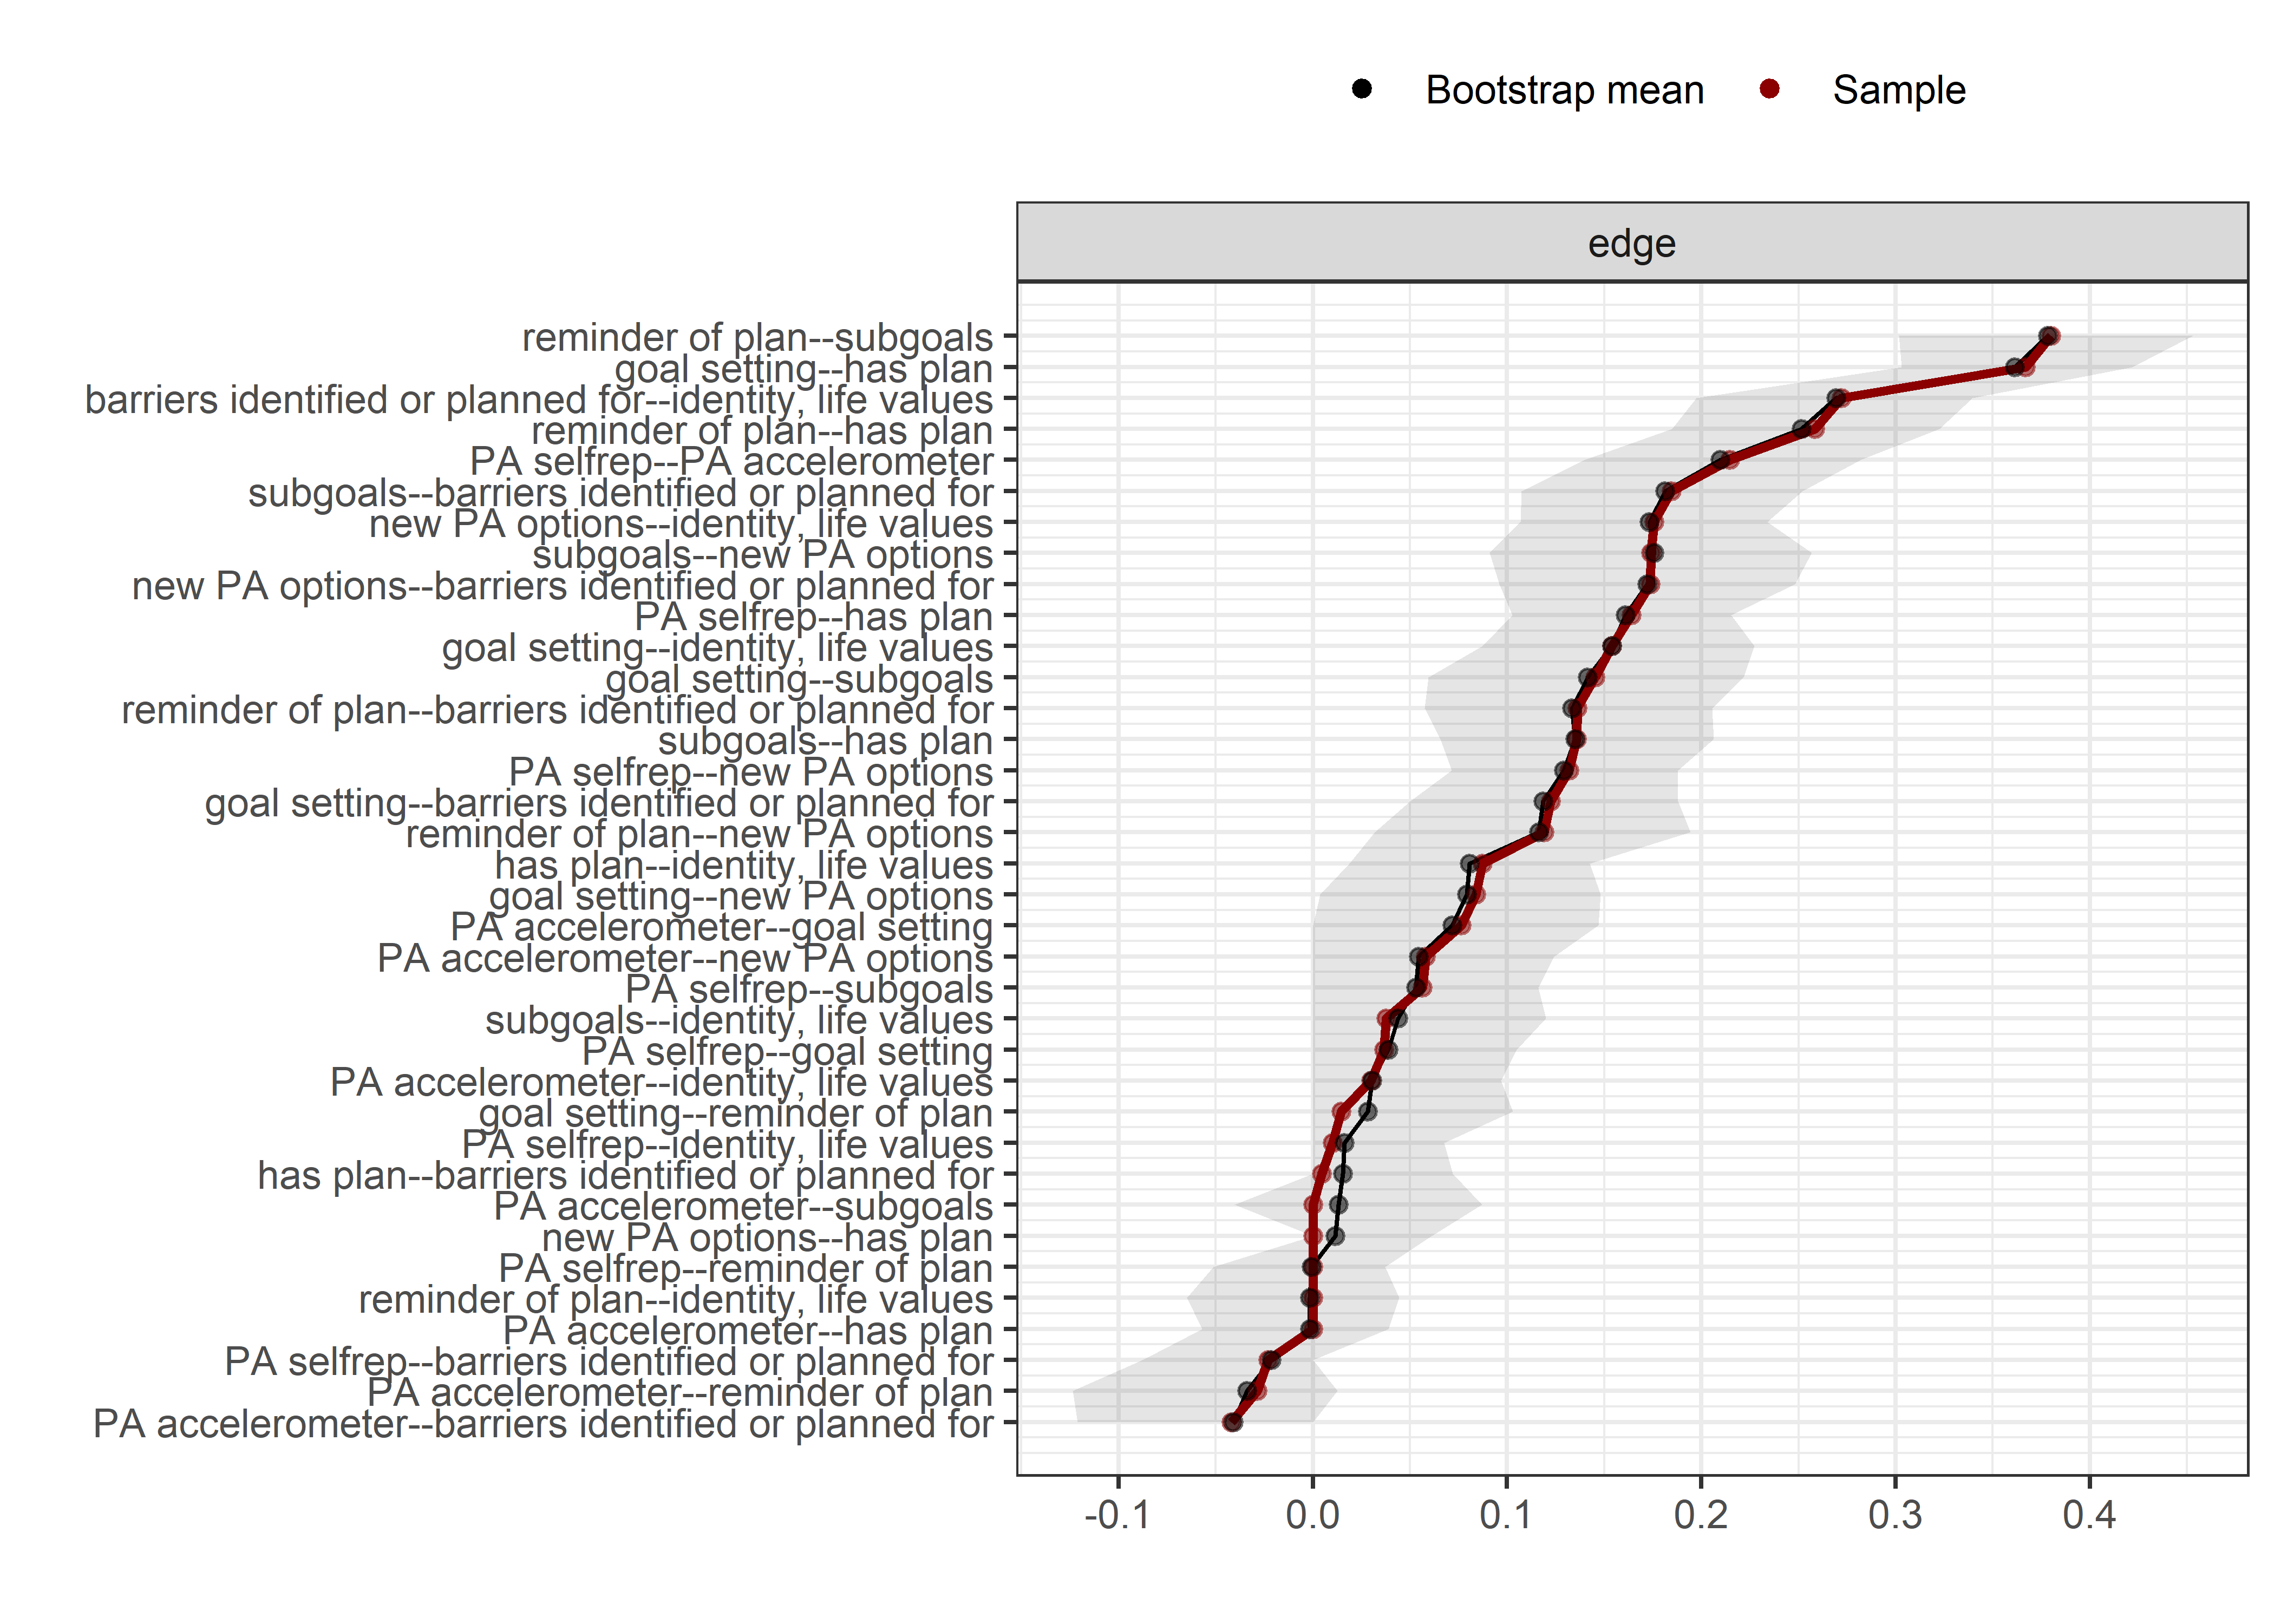 Bootstrap mean Sample
edge
reminder of plan--subgoals
goal setting--has plan
barriers identified or planned for--identity, life values
reminder of plan--has plan
PA selfrep--PA accelerometer
subgoals--barriers identified or planned for
new PA options--identity, life values
subgoals--new PA options
new PA options--barriers identified or planned for
PA selfrep--has plan
goal setting--identity, life values
goal setting--subgoals
reminder of plan--barriers identified or planned for
subgoals--has plan
PA selfrep--new PA options
goal setting--barriers identified or planned for
reminder of plan--new PA options
has plan--identity, life values
goal setting--new PA options
PA accelerometer--goal setting
PA accelerometer--new PA options
PA selfrep--subgoals
subgoals--identity, life values
PA selfrep--goal setting
PA accelerometer--identity, life values
goal setting--reminder of plan
PA selfrep--identity, life values
has plan--barriers identified or planned for
PA accelerometer--subgoals
new PA options--has plan
PA selfrep--reminder of plan
reminder of plan--identity, life values
PA accelerometer--has plan
PA selfrep--barriers identified or planned for
PA accelerometer--reminder of plan
PA accelerometer--barriers identified or planned for
-0.1 0.0 0.1 0.2 0.3 0.4